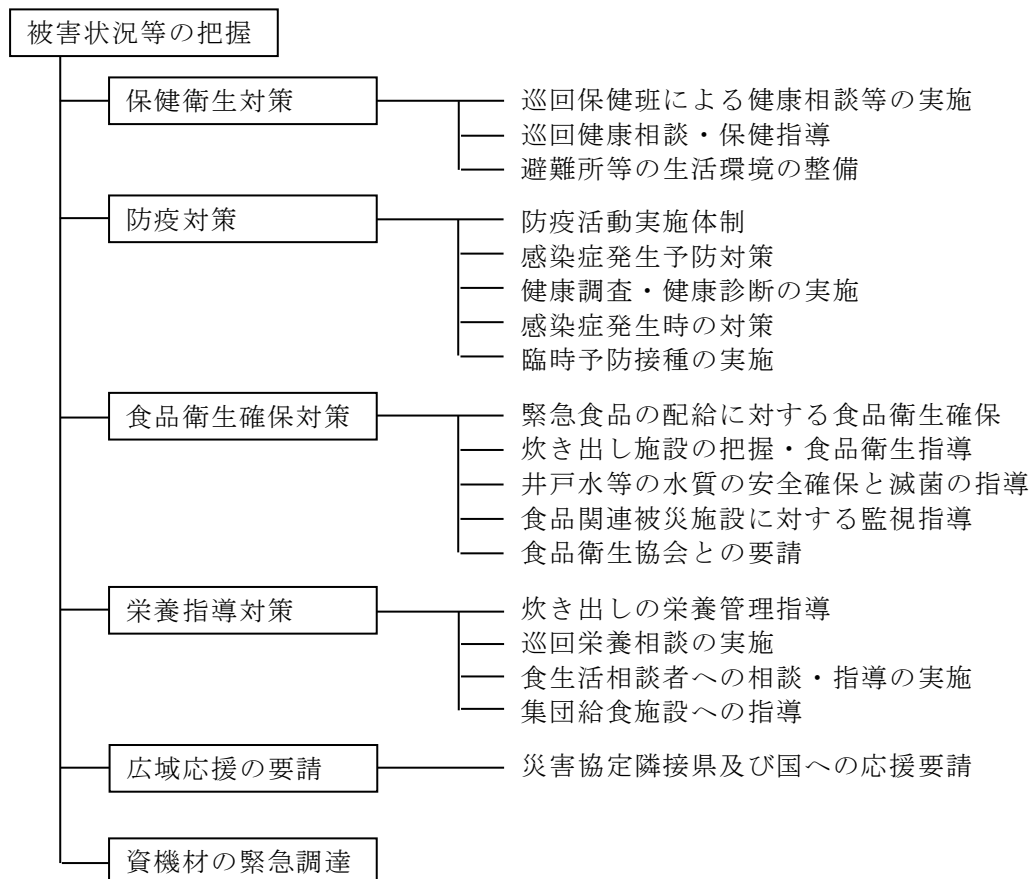 被害状況等の把握
保健衛生対策
巡回保健班による健康相談等の実施
巡回健康相談・保健指導
避難所等の生活環境の整備
防疫対策
防疫活動実施体制
感染症発生予防対策
健康調査・健康診断の実施
感染症発生時の対策
臨時予防接種の実施
食品衛生確保対策
緊急食品の配給に対する食品衛生確保
炊き出し施設の把握・食品衛生指導
井戸水等の水質の安全確保と滅菌の指導
食品関連被災施設に対する監視指導
食品衛生協会との要請
栄養指導対策
炊き出しの栄養管理指導
巡回栄養相談の実施
食生活相談者への相談・指導の実施
集団給食施設への指導
広域応援の要請
災害協定隣接県及び国への応援要請
資機材の緊急調達